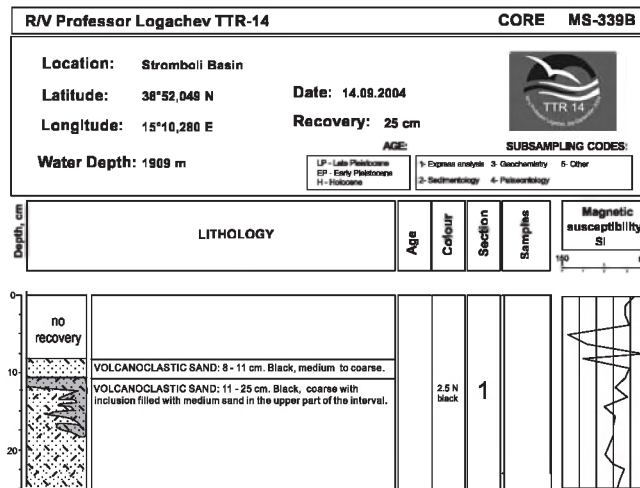 R/V Professor Logachev TTR-14 CORE MS-339B
Location: Stromboli Basin
Latitude: 38°52,049 N
Date: 14.09.2004
Longitude: 15°10,280 E
Recovery: 25 cm
Water Depth: 1909 m
TTR 14
AGE:
LP - Late Pleistocene
EP - Early Pleistocene
H - Holocene
SUBSAMPLING CODES:
1- Express analysis 3- Geochemistry 5- Other
2- Sedimentology 4- Palaeontology
Depth, cm
LITHOLOGY
Age
Colour
Section
Samples
Magnetic
susceptibility
SI
0
no
recovery
VOLCANOCLASTIC SAND: 8 - 11 cm. Black, medium to coarse.
10
VOLCANOCLASTIC SAND: 11 - 25 cm. Black, coarse with
inclusion filled with medium sand in the upper part of the interval.
2.5 N
black
1
20